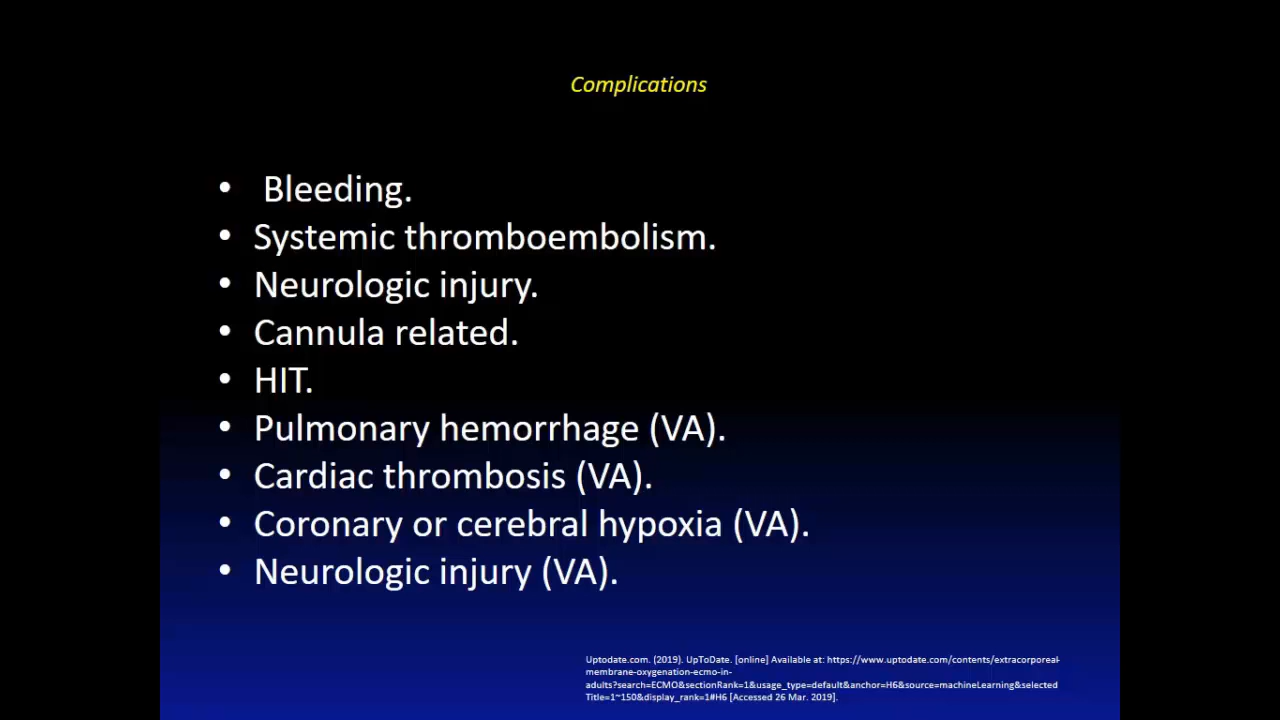 Complications
• Bleeding.
• Systemic thromboembolism.
• Neurologic injury.
• Cannula related.
• HIT.
• Pulmonary hemorrhage (VA).
• Cardiac thrombosis (VA).
• Coronary or cerebral hypoxia (VA).
• Neurologic injury (VA).
Uptodate.com. (2019). UpToDate. [online] Available at: https://www.uptodate.com/contents/extracorporeal-
membrane-oxygenation-ecmo-in-
adults?search=ECMO&sectionRank=1&usage_type=default&anchor=H6&source=machineLearning&selected
Title=1~150&display_rank=1#H6 [Accessed 26 Mar. 2019].